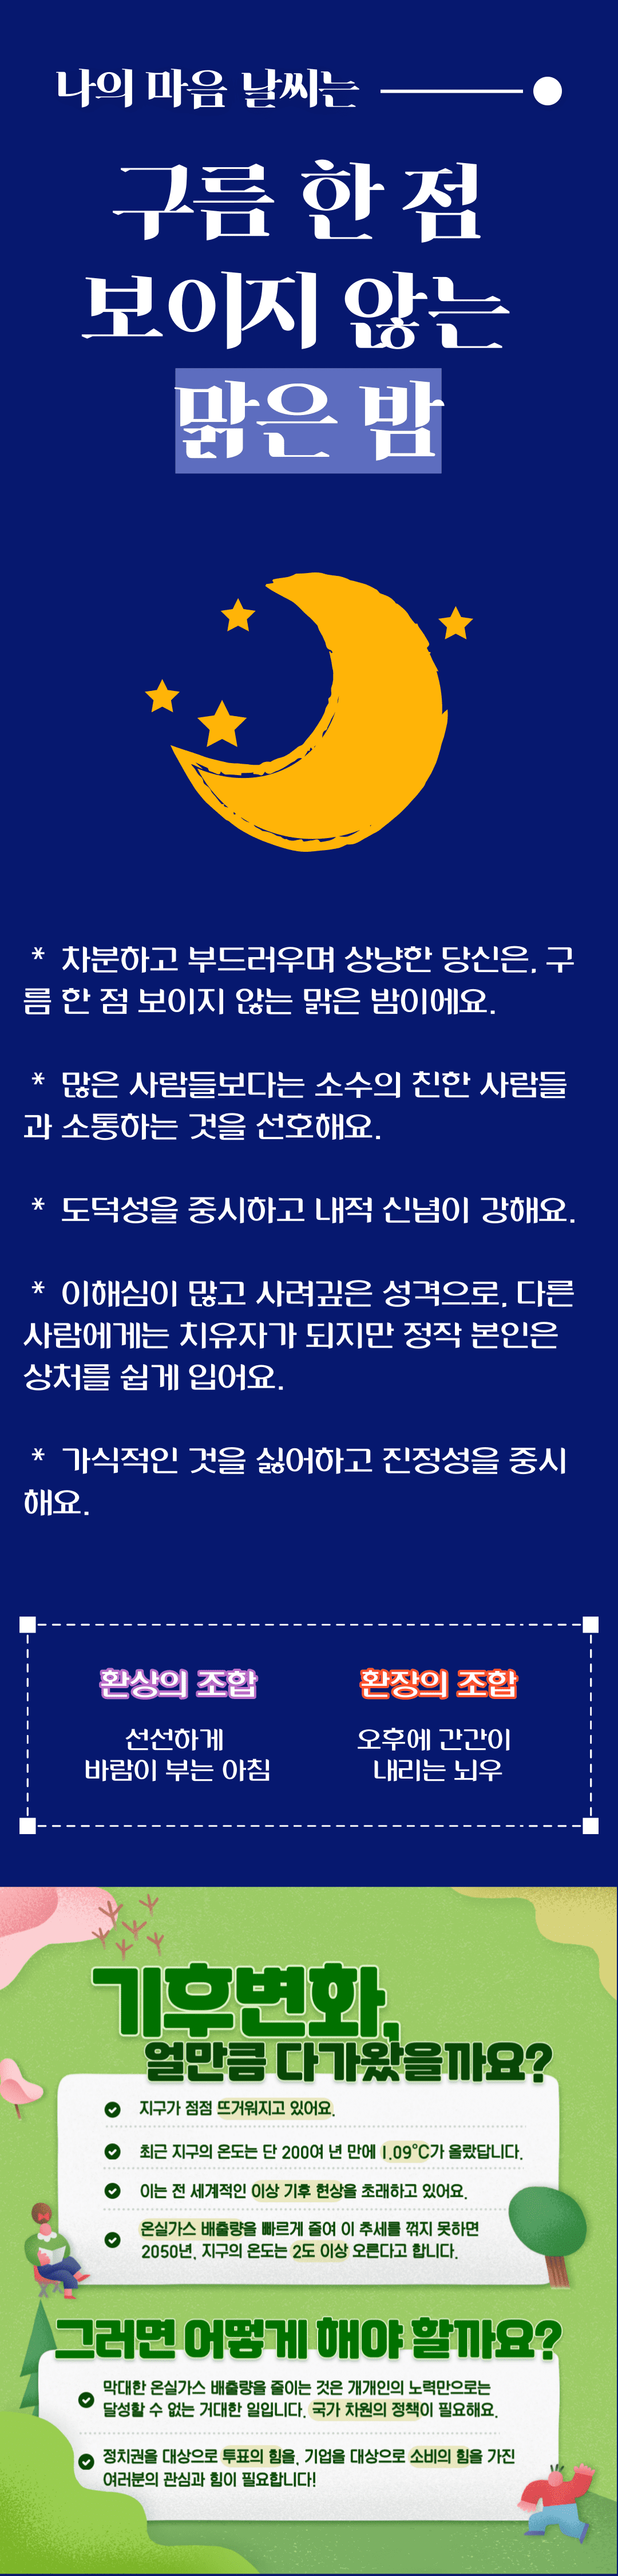 나의 마음 날씨는
구름 한 점
보이지 않는
맑은 밤
* 차분하고 부드러우며 상냥한 당신은, 구
름 한 점 보이지 않는 맑은 밤이에요.
* 많은 사람들보다는 소수의 친한 사람들
과 소통하는 것을 선호해요.
* 도덕성을 중시하고 내적 신념이 강해요.
* 이해심이 많고 사려깊은 성격으로, 다른
사람에게는 치유자가 되지만 정작 본인은
상처를 쉽게 입어요.
* 가식적인 것을 싫어하고 진정성을 중시
해요.
환상의 조합
선선하게
바람이 부는 아침
환장의 조합
오후에 간간이
내리는 뇌우
기후변화,
얼만큼 다가왔을까요?
지구가 점점 뜨거워지고 있어요.
최근 지구의 온도는 단 200여 년 만에 1.09°C가 올랐답니다.
이는 전 세계적인 이상 기후 현상을 초래하고 있어요.
온실가스 배출량을 빠르게 줄여 이 추세를 꺾지 못하면
2050년, 지구의 온도는 2도 이상 오른다고 합니다.
그러면 어떻게 해야 할까요?
막대한 온실가스 배출량을 줄이는 것은 개개인의 노력만으로는
달성할 수 없는 거대한 일입니다. 국가 차원의 정책이 필요해요.
정치권을 대상으로 투표의 힘을, 기업을 대상으로 소비의 힘을 가진
여러분의 관심과 힘이 필요합니다!